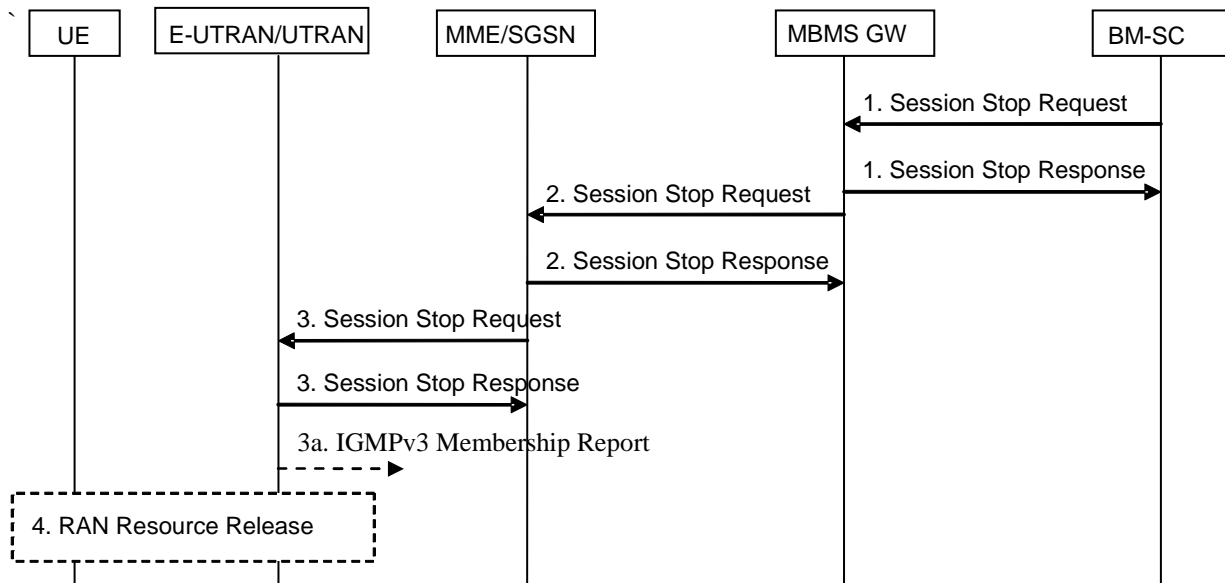 `
UE
E-UTRAN/UTRAN
MME/SGSN
MBMS GW
BM-SC
1. Session Stop Request
1. Session Stop Response
2. Session Stop Request
2. Session Stop Response
3. Session Stop Request
3. Session Stop Response
3a. IGMPv3 Membership Report
4. RAN Resource Release